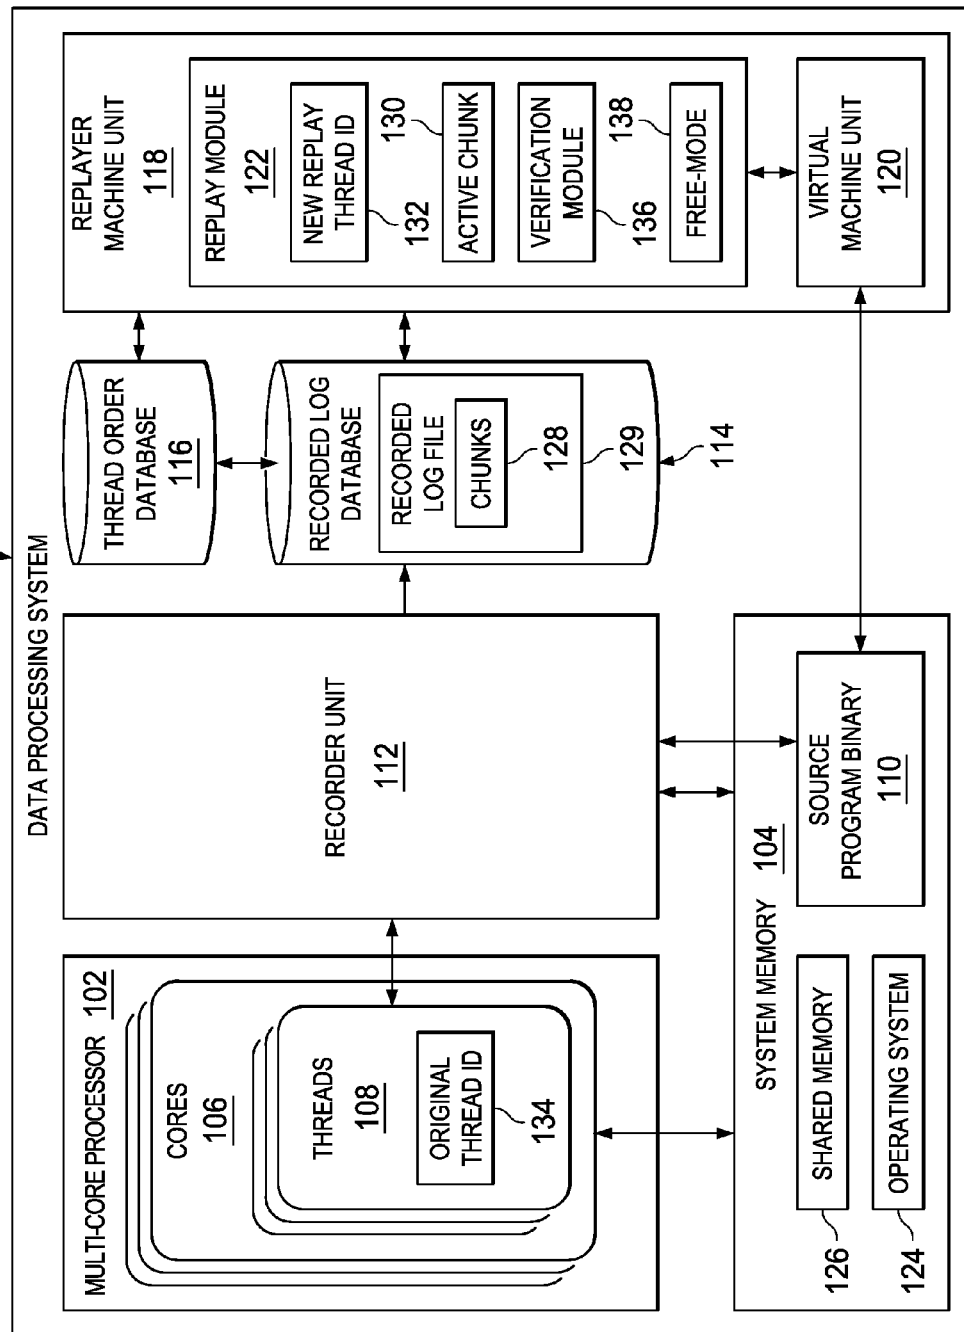 DATA PROCESSING SYSTEM
MULTI-CORE PROCESSOR 102
CORES
106
THREADS
108
ORIGINAL
THREAD ID
134
RECORDER UNIT
112
THREAD ORDER
DATABASE
116
RECORDED LOG
DATABASE
RECORDED
LOG FILE
CHUNKS
128
129
114
REPLAYER
MACHINE UNIT
118
REPLAY MODULE
122
NEW REPLAY
THREAD ID
132
130
ACTIVE CHUNK
VERIFICATION
MODULE
136
138
FREE-MODE
VIRTUAL
MACHINE UNIT
120
SYSTEM MEMORY 104
SHARED MEMORY
126
OPERATING SYSTEM
124
SOURCE
PROGRAM BINARY
110